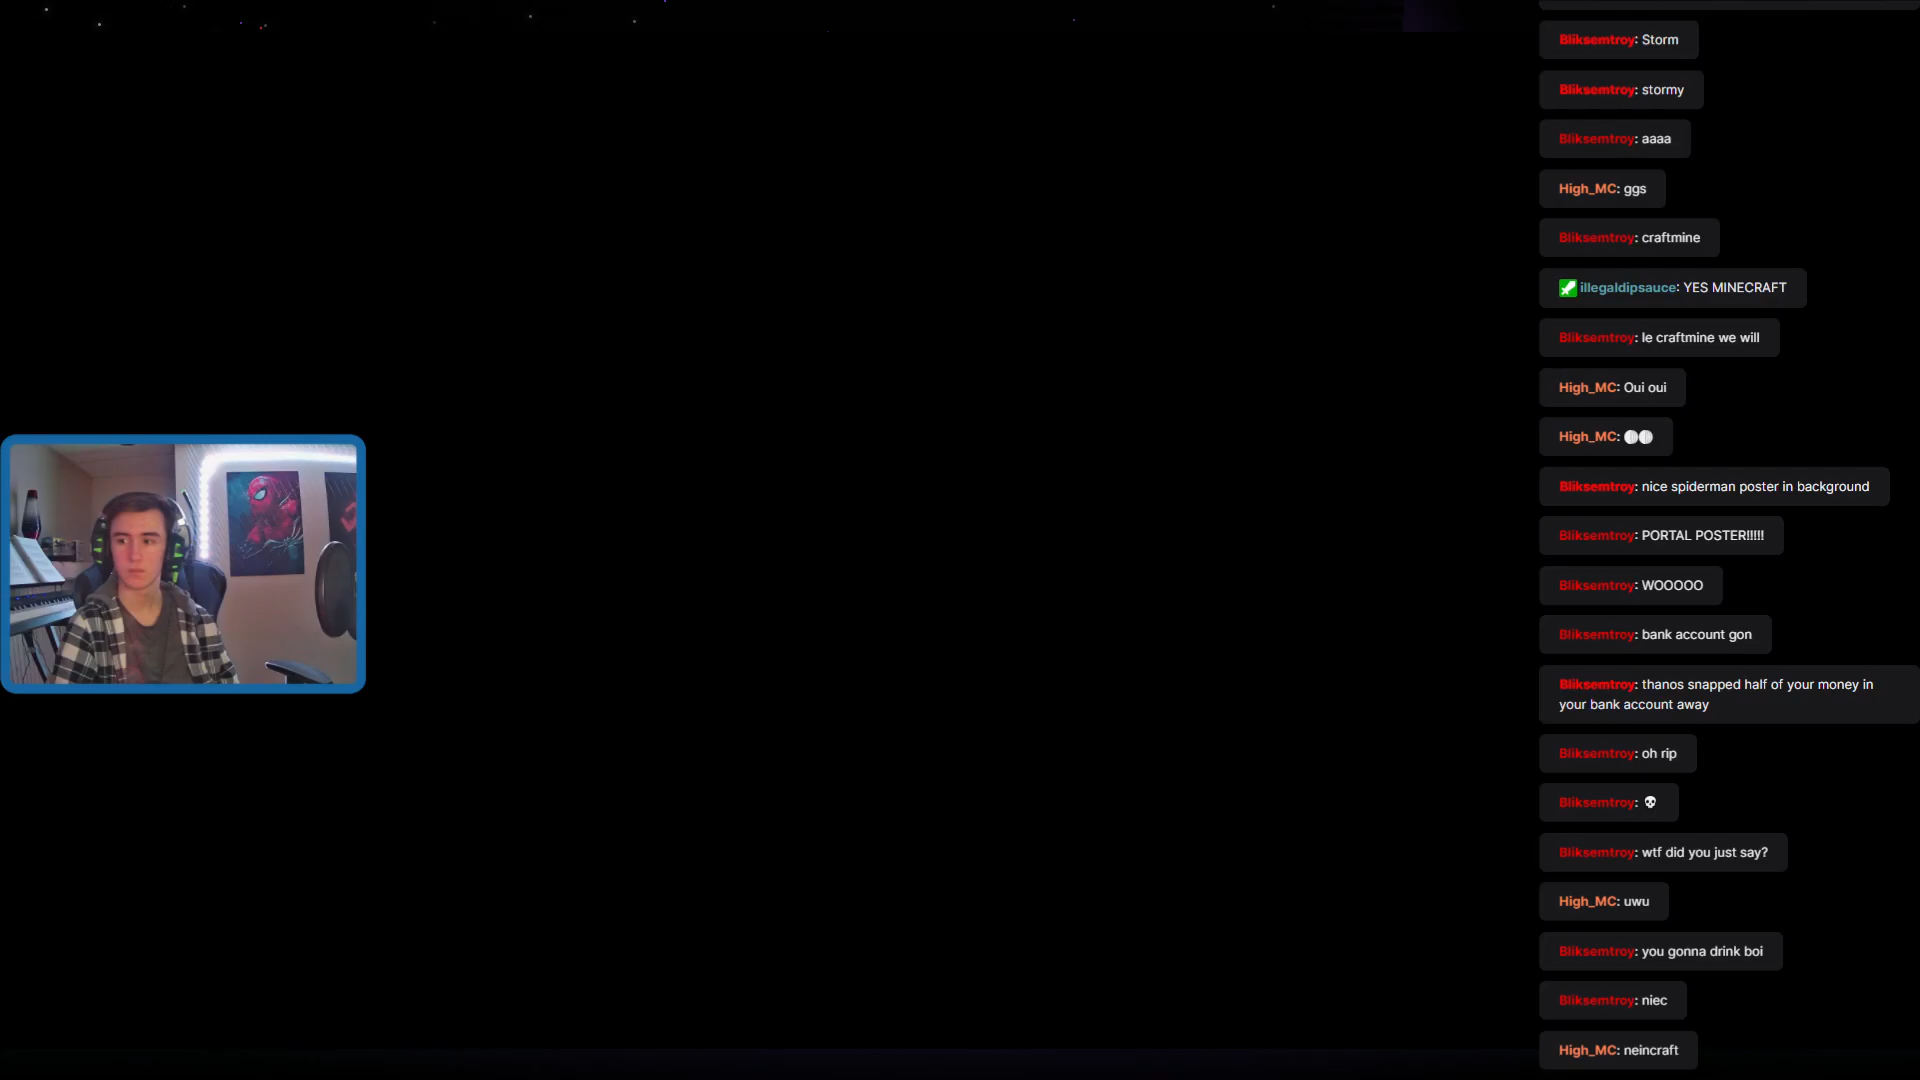 Bliksemtroy: Storm
Bliksemtroy: stormy
Bliksemtroy: aaaa
High_MC: ggs
Bliksemtroy: craftmine
illegaldipsauce: YES MINECRAFT
Bliksemtroy: le craftmine we will
High_MC: Oui oui
High_MC:
Bliksemtroy: nice spiderman poster in background
Bliksemtroy: PORTAL POSTER!!!!!
Bliksemtroy: WOOOOO
Bliksemtroy: bank account gon
Bliksemtroy: thanos snapped half of your money in
your bank account away
Bliksemtroy: oh rip
Bliksemtroy: 💀
Bliksemtroy: wtf did you just say?
High_MC: uwu
Bliksemtroy: you gonna drink boi
Bliksemtroy: niec
High_MC: neincraft